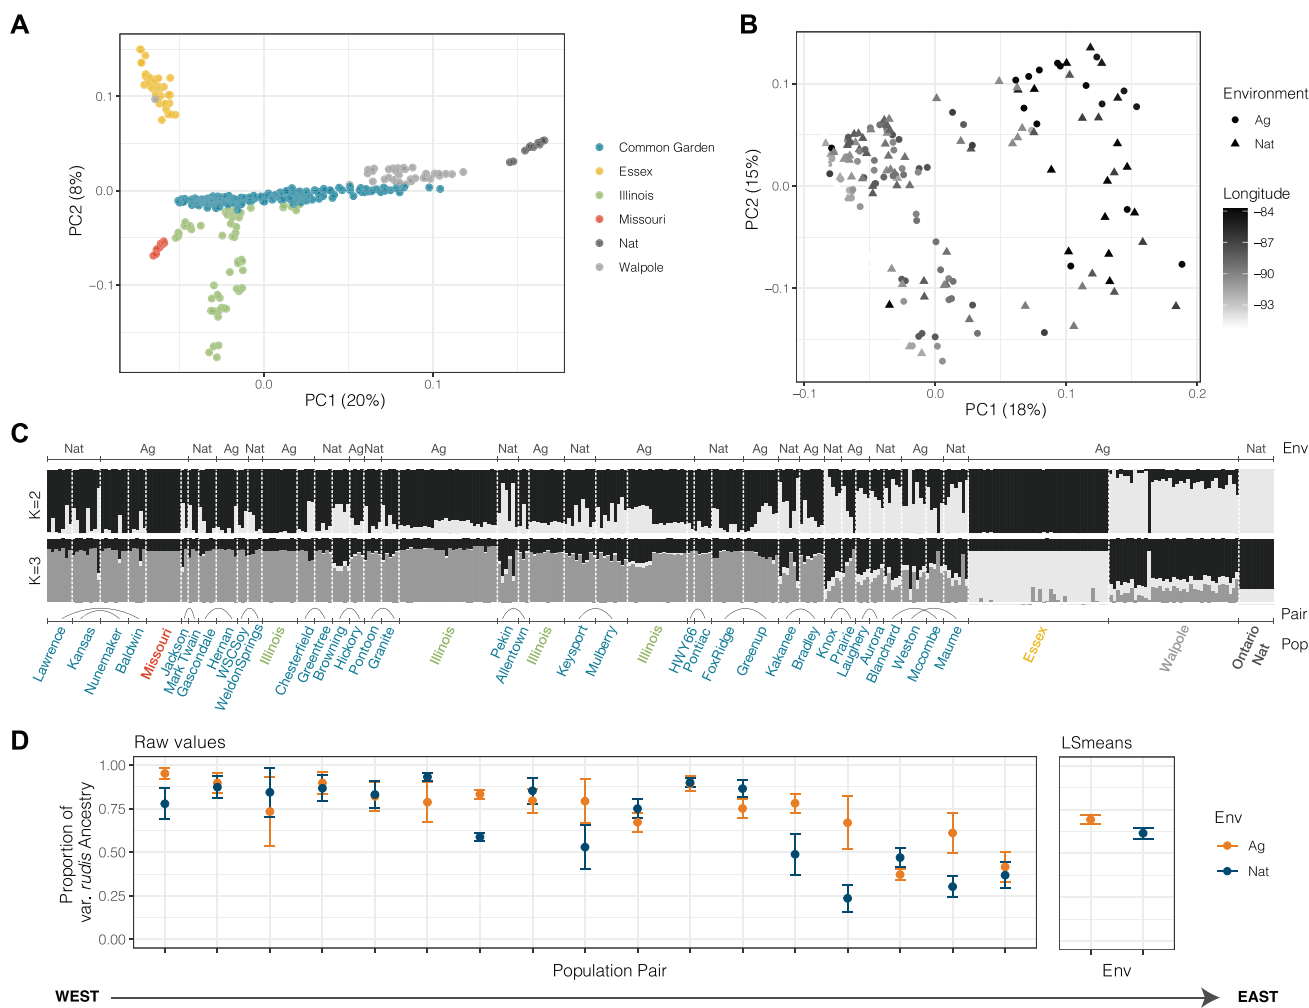 A
PC2 (8%)
0.1
0.0
−0.1
0.0
0.1
PC1 (20%)
Common Garden
Essex
Illinois
Missouri
Nat
Walpole
B
PC2 (15%)
0.1
0.0
−0.1
−0.1
0.0
0.1
0.2
PC1 (18%)
Environment
Ag
Nat
Longitude
−84
−87
−90
−93
C
Nat Ag Nat Ag Nat Ag Nat Ag Nat Ag Nat Ag Nat Ag Nat Ag Nat Ag Nat Ag Nat Ag Nat Ag Nat Env
K=2
K=3
Pair
Lawrence Kansas Numemaker Baldwin Missouri Jackson MarkTwain Gascondale Hernan WSCSoy WeldonSprings Illinois Chesterfield Greentree Browning Hickory Pontoon Granite Illinois Pekin Allentown Illinois Keysport Mulberry Illinois HWY66 Pontiac FoxRidge Greenup Kakanee Bradley Knox Prairie Laughery Aurora Blanchard Weston Mccombe Maume Essex Walpole Ontario Nat Pop
D
Raw values
Proportion of
var. rudis Ancestry
1.00
0.75
0.50
0.25
0.00
Population Pair
LSmeans
Env
Env
Ag
Nat
WEST EAST